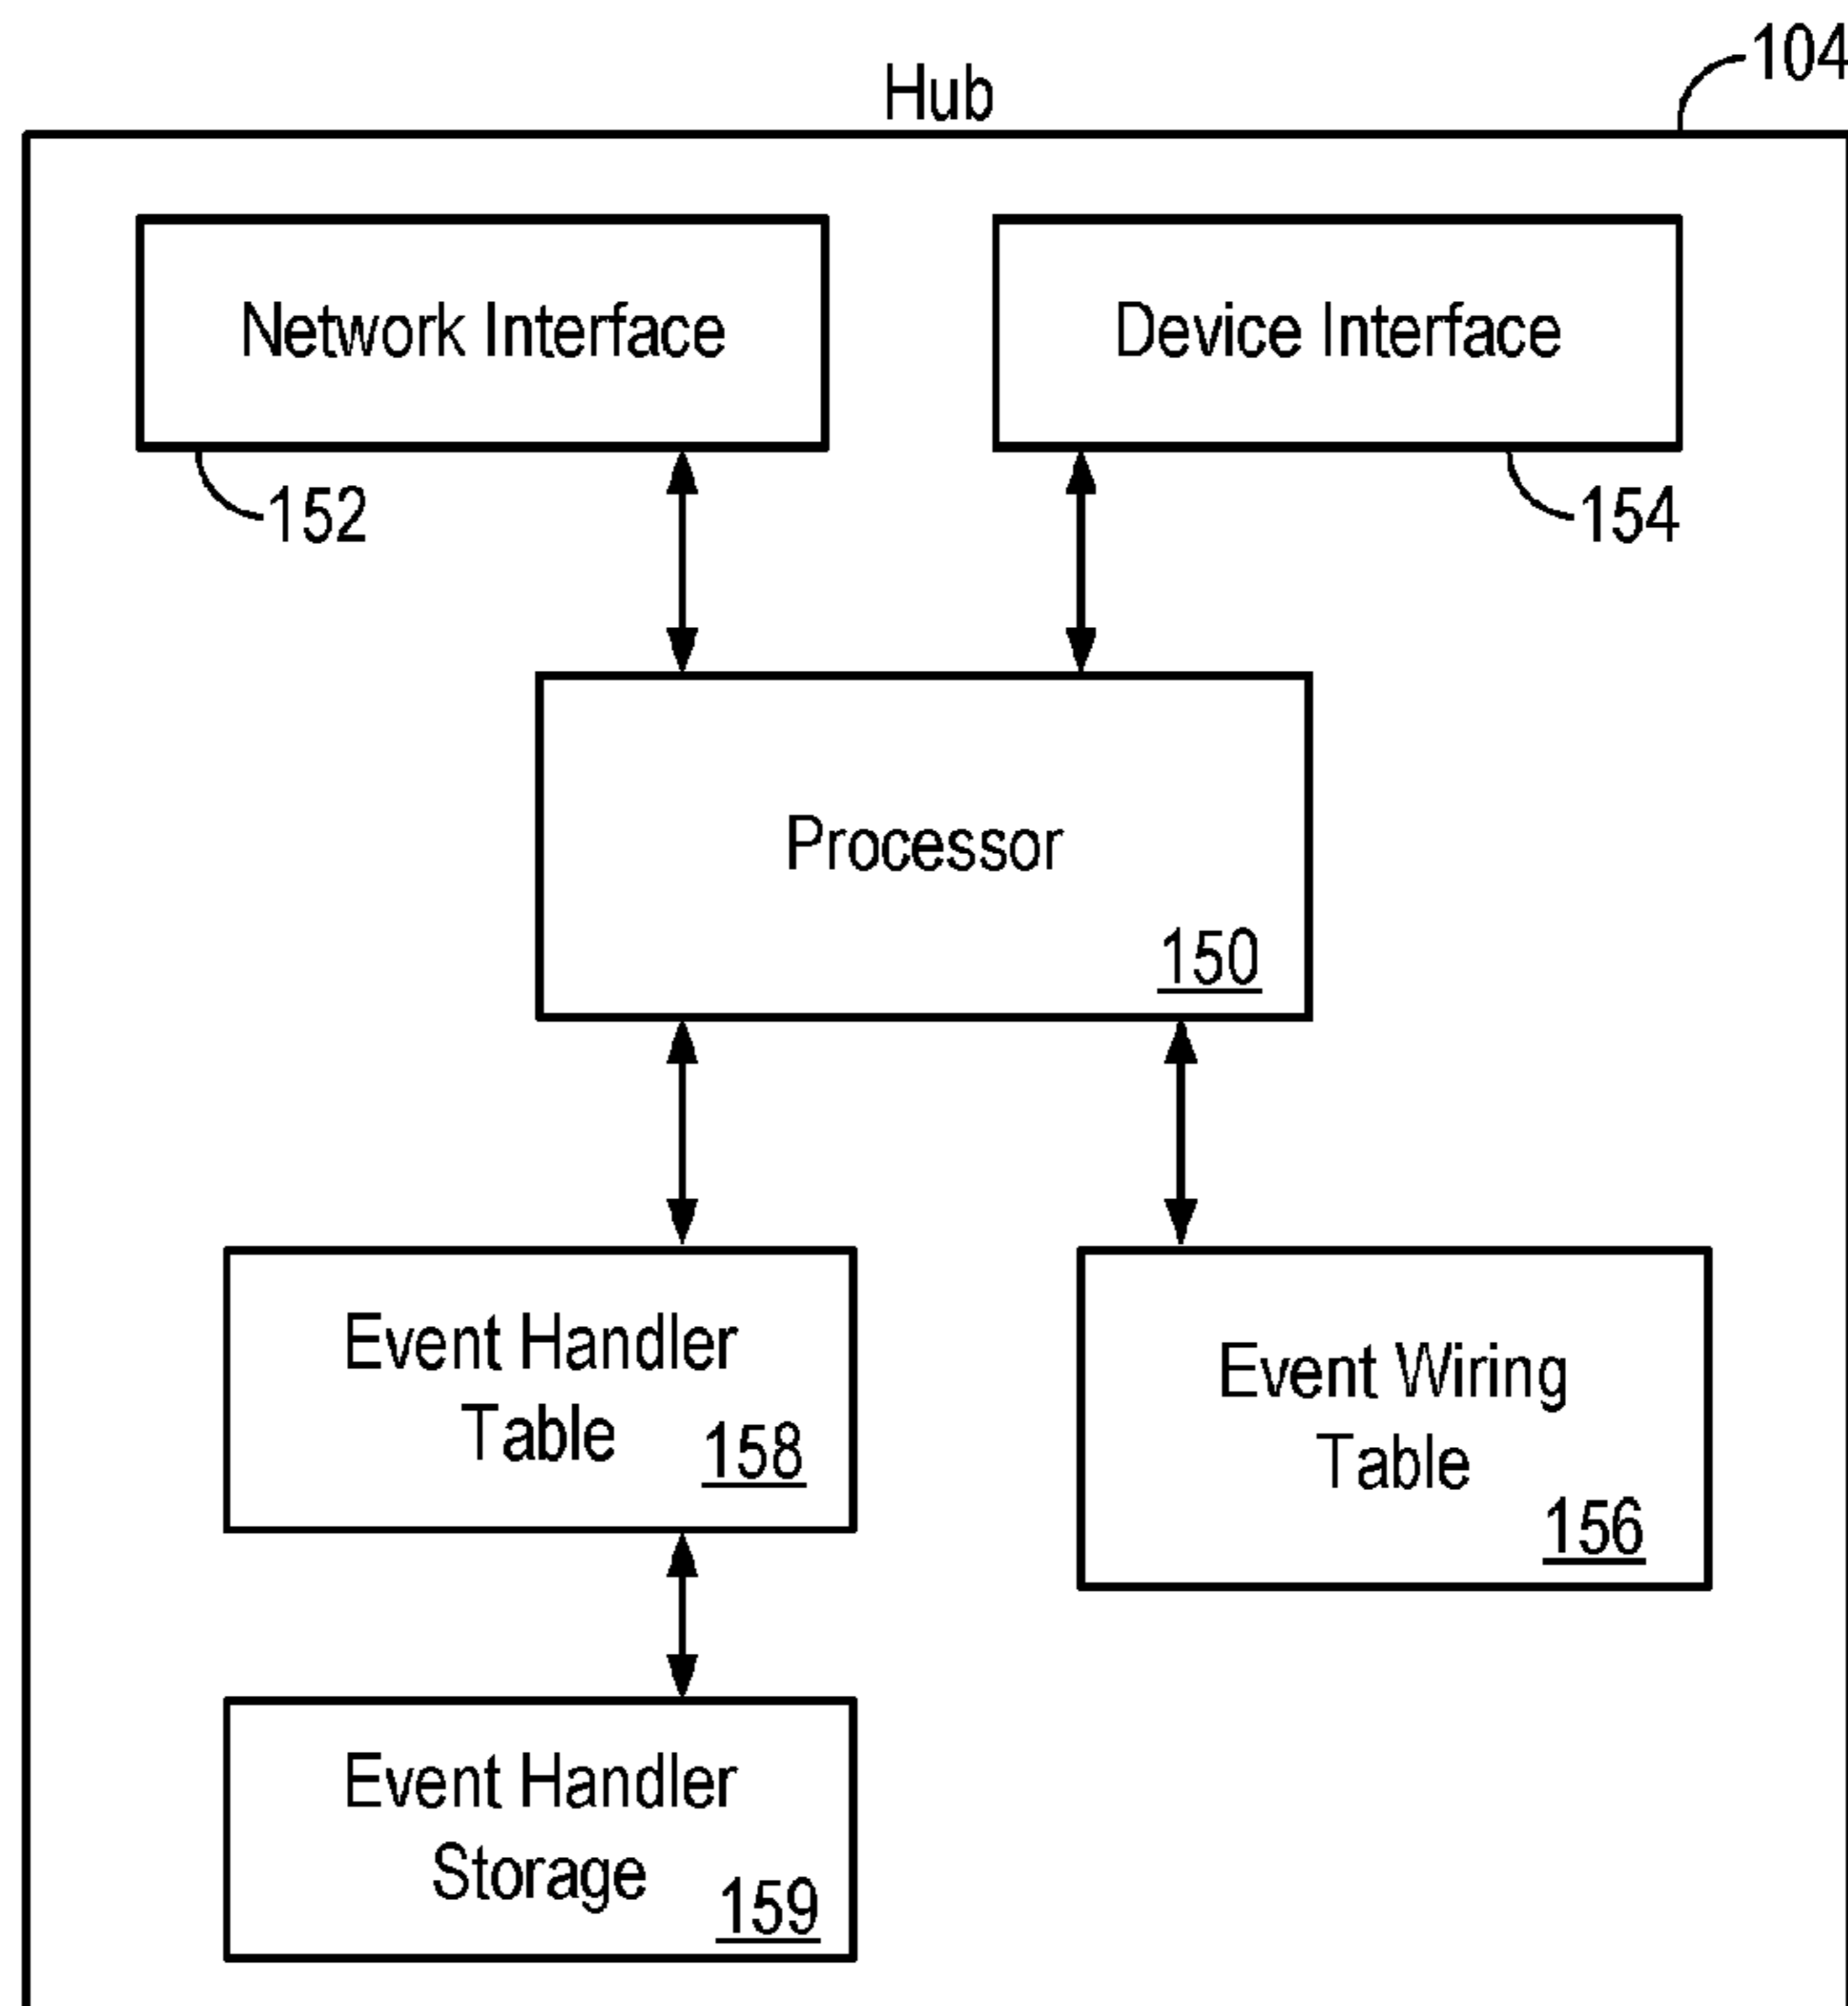 104
Hub
Network Interface
Device Interface
152
154
Processor
150
Event Handler
Table
158
Event Wiring
Table
156
Event Handler
Storage
159